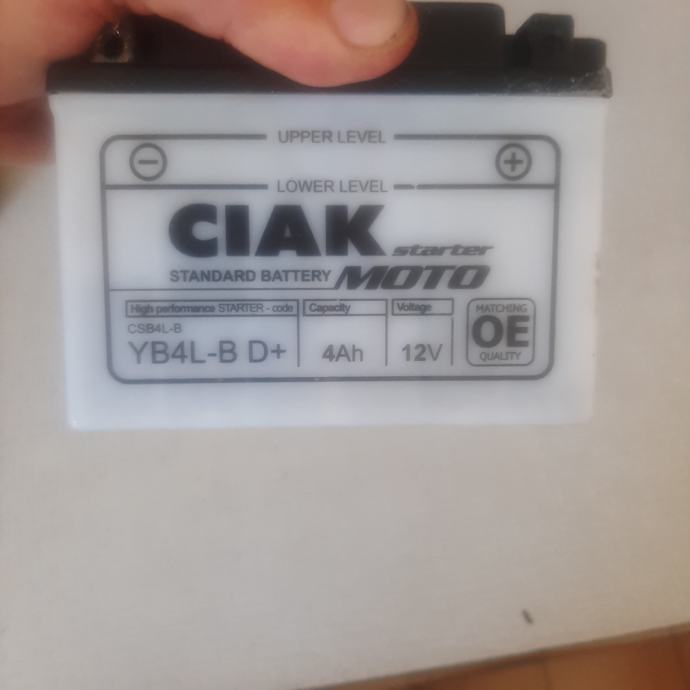 UPPER LEVEL
− +
LOWER LEVEL
CIAK starter
STANDARD BATTERY MOTO
High performance STARTER - code Capacity Voltage
CSB4L-B
YB4L-B D+ 4Ah 12V
MATCHING
OE
QUALITY